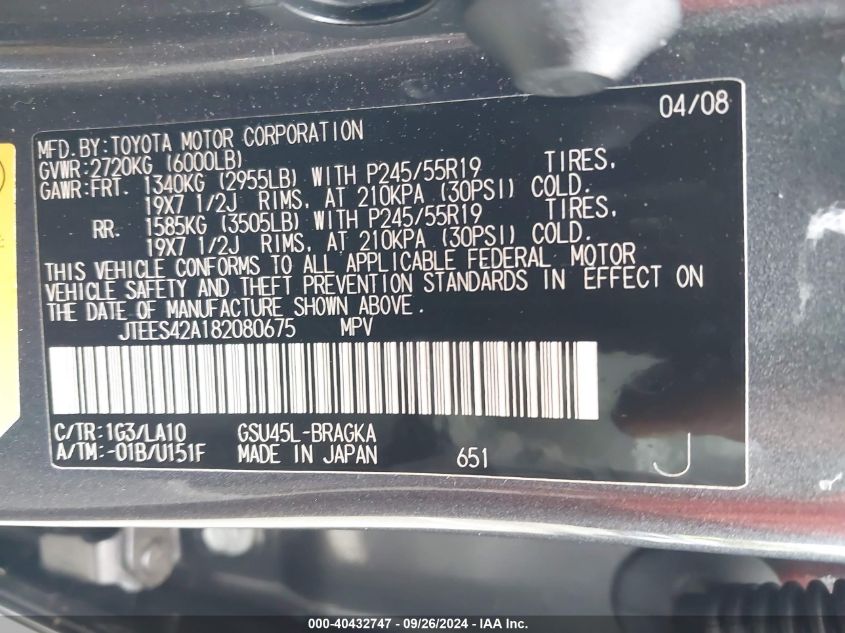 04/08
MFD. BY: TOYOTA MOTOR CORPORATION
GVWR: 2720KG (6000LB)
GAWR: FRT. 1340KG (2955LB) WITH P245/55R19 TIRES,
19X7 1/2J RIMS, AT 210KPA (30PSI) COLD.
RR. 1585KG (3505LB) WITH P245/55R19 TIRES,
19X7 1/2J RIMS, AT 210KPA (30PSI) COLD.
THIS VEHICLE CONFORMS TO ALL APPLICABLE FEDERAL MOTOR
VEHICLE SAFETY AND THEFT PREVENTION STANDARDS IN EFFECT ON
THE DATE OF MANUFACTURE SHOWN ABOVE.
JTEES42A182080675 MPV
C/TR: 1G3/LA10 GSU45L-BRAGKA
A/TM: -01B/U151F MADE IN JAPAN 651 J
000-40432747 - 09/26/2024 - IAAI Inc.